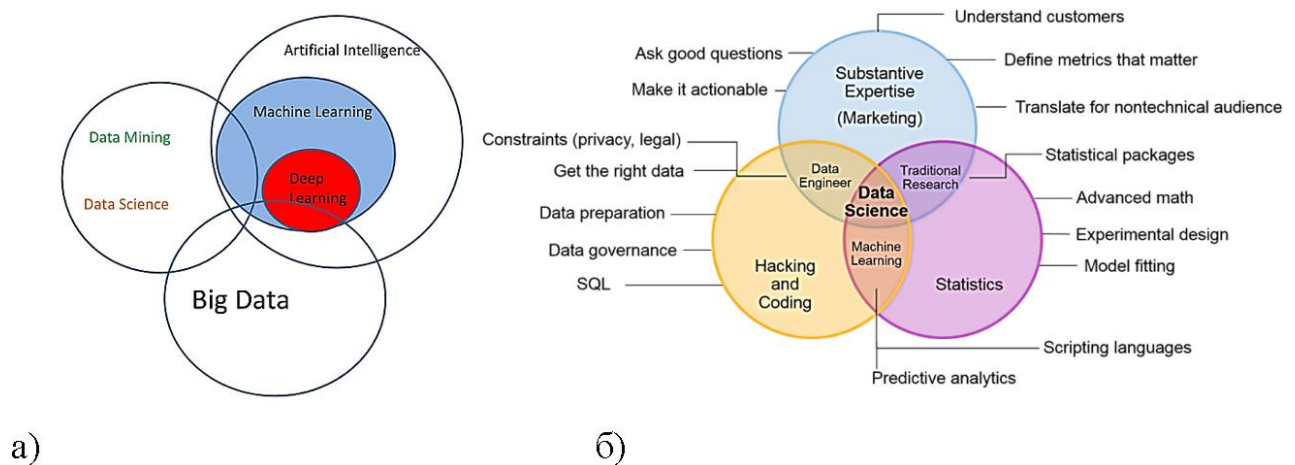 Artificial Intelligence
Machine Learning
Data Mining
Deep
Learning
Data Science
Big Data
а)
Understand customers
Ask good questions
Define metrics that matter
Make it actionable
Substantive
Expertise
(Marketing)
Translate for nontechnical audience
Constraints (privacy, legal)
Get the right data
Statistical packages
Data
Engineer
Traditional
Research
Data
Science
Advanced math
Data preparation
Experimental design
Data governance
Machine
Learning
Model fitting
SQL
Hacking
and
Coding
Statistics
Scripting languages
Predictive analytics
б)